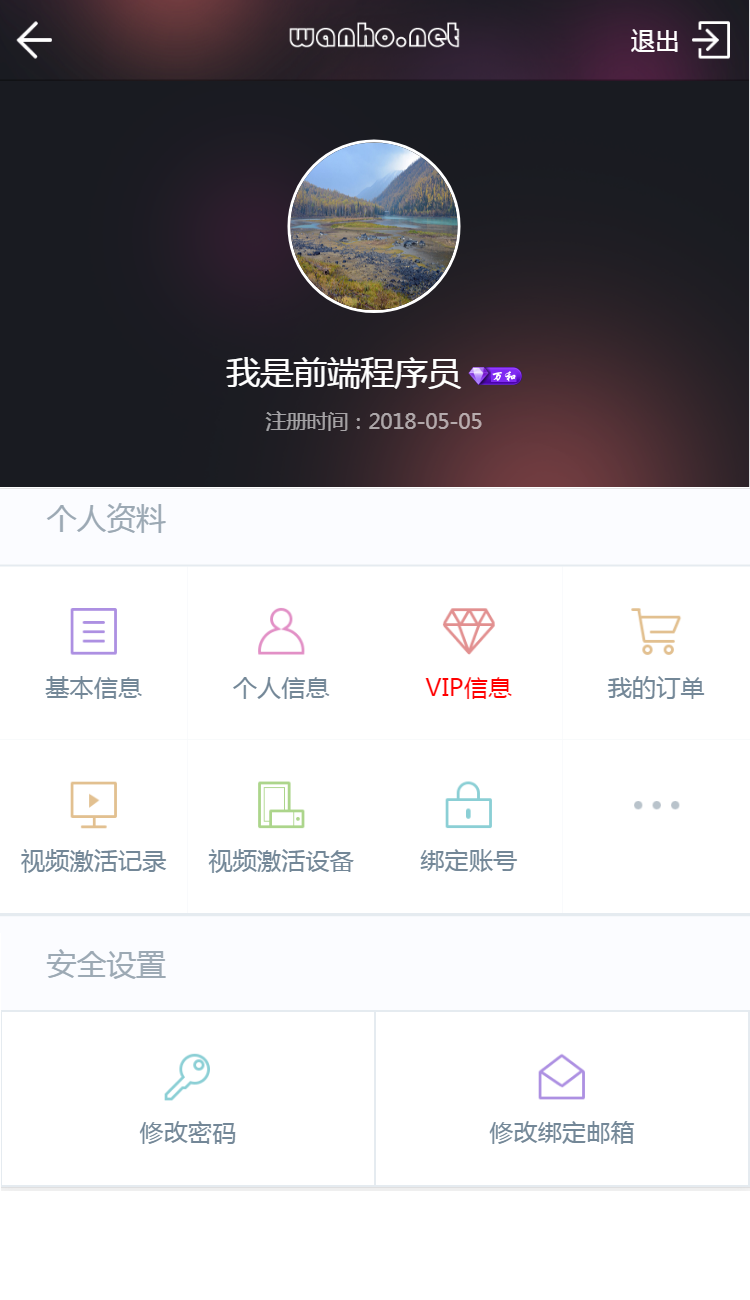 wanho.net
退出
我是前端程序员 万和
注册时间：2018-05-05
个人资料
基本信息 个人信息 VIP信息 我的订单
视频激活记录 视频激活设备 绑定账号
安全设置
修改密码 修改绑定邮箱